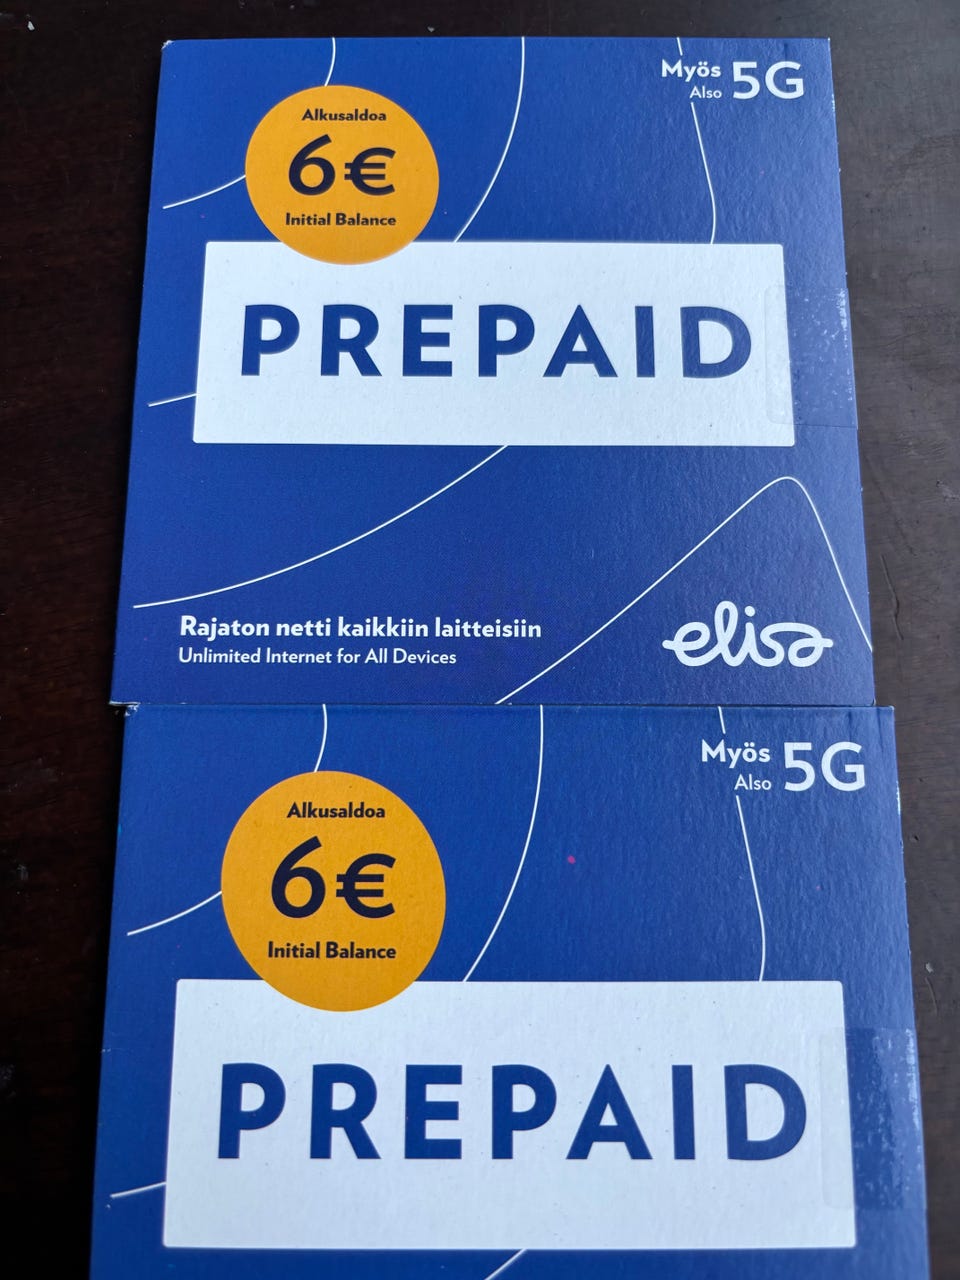 Myös 5G
Also
Alkusaldoa
6€
Initial Balance
PREPAID
Rajaton netti kaikkiin laitteisiin
Unlimited Internet for All Devices
elisa
Myös 5G
Also
Alkusaldoa
6€
Initial Balance
PREPAID